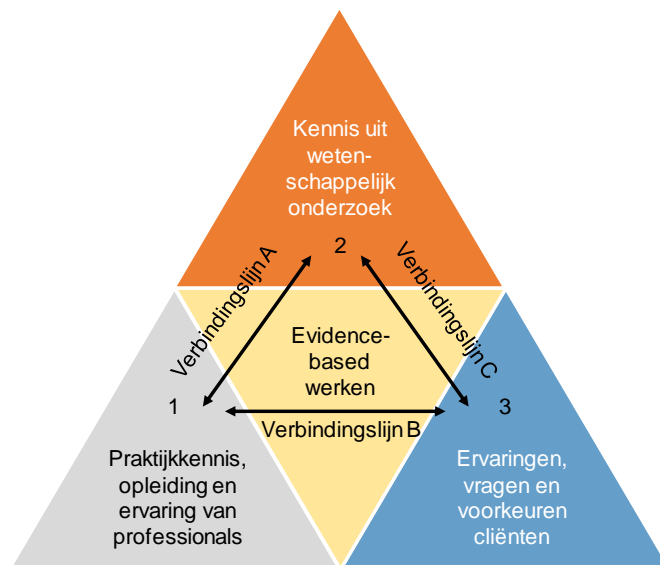 Kennis uit
weten-
schappelijk
onderzoek
2
Verbindingslijn A
Verbindingslijn C
Evidence-
based
werken
1
3
Verbindingslijn B
Praktijkkennis,
opleiding en
ervaring van
professionals
Ervaringen,
vragen en
voorkeuren
cliënten